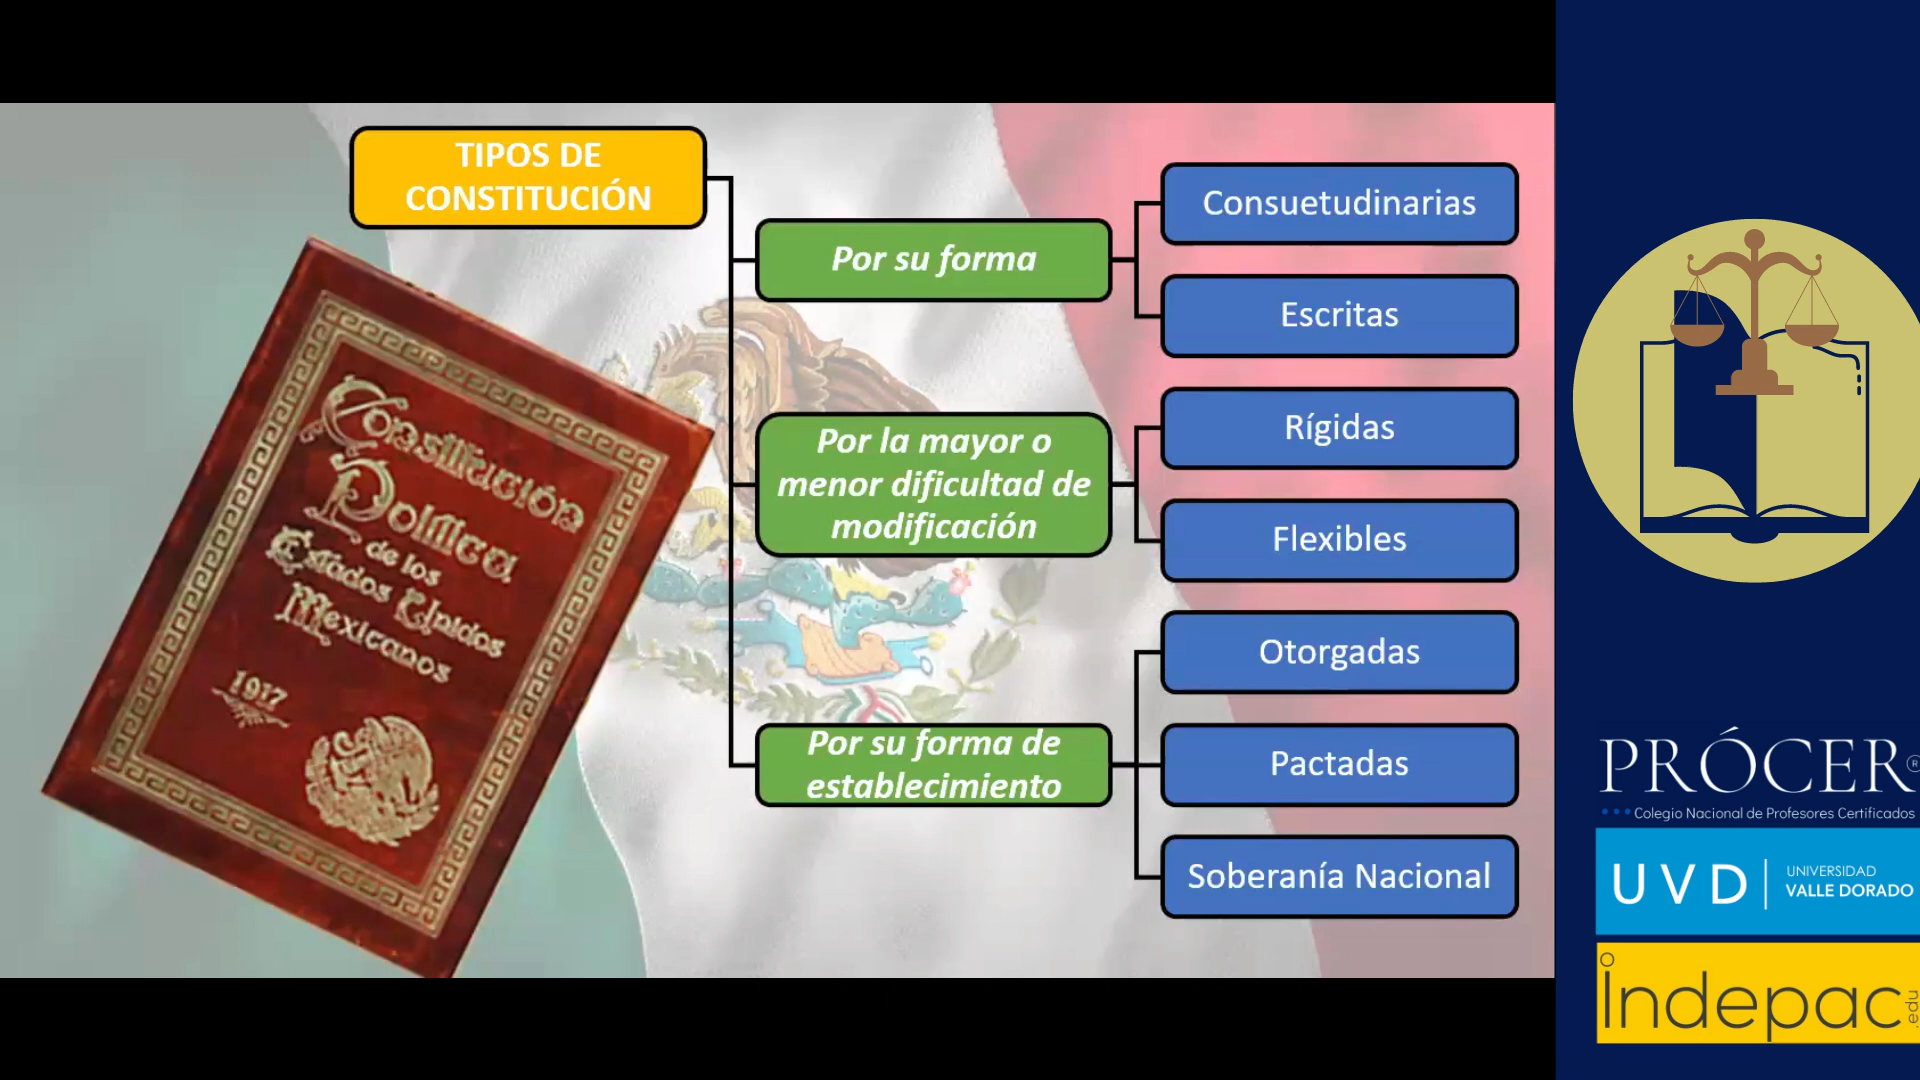 TIPOS DE
CONSTITUCIÓN
Por su forma
Consuetudinarias
Escritas
Por la mayor o
menor dificultad de
modificación
Rígidas
Flexibles
Por su forma de
establecimiento
Otorgadas
Pactadas
Soberanía Nacional
Constitución
Política
de los
Estados Unidos
Mexicanos
1917
PRÓCER®
Colegio Nacional de Profesores Certificados
UVD
UNIVERSIDAD
VALLE DORADO
indepac
.edu